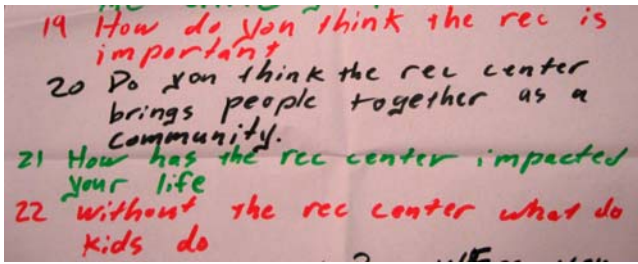 19 How do you think the rec is
important
20 Do you think the rec center
brings people together as a
community.
21 How has the rec center impacted
your life
22 without the rec center what do
kids do